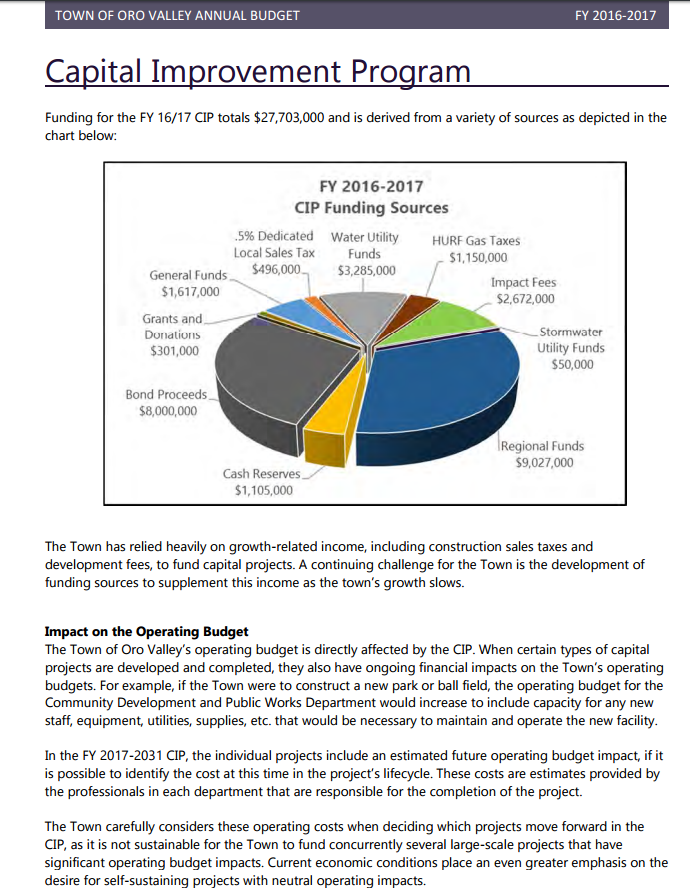 TOWN OF ORO VALLEY ANNUAL BUDGET FY 2016-2017
Capital Improvement Program
Funding for the FY 16/17 CIP totals $27,703,000 and is derived from a variety of sources as depicted in the
chart below:
FY 2016-2017
CIP Funding Sources
.5% Dedicated
Local Sales Tax
$496,000
Water Utility
Funds
$3,285,000
HURF Gas Taxes
$1,150,000
General Funds
$1,617,000
Impact Fees
$2,672,000
Grants and
Donations
$301,000
Stormwater
Utility Funds
$50,000
Bond Proceeds
$8,000,000
Regional Funds
$9,027,000
Cash Reserves
$1,105,000
The Town has relied heavily on growth-related income, including construction sales taxes and
development fees, to fund capital projects. A continuing challenge for the Town is the development of
funding sources to supplement this income as the town's growth slows.
Impact on the Operating Budget
The Town of Oro Valley's operating budget is directly affected by the CIP. When certain types of capital
projects are developed and completed, they also have ongoing financial impacts on the Town's operating
budgets. For example, if the Town were to construct a new park or ball field, the operating budget for the
Community Development and Public Works Department would increase to include capacity for any new
staff, equipment, utilities, supplies, etc. that would be necessary to maintain and operate the new facility.
In the FY 2017-2031 CIP, the individual projects include an estimated future operating budget impact, if it
is possible to identify the cost at this time in the project's lifecycle. These costs are estimates provided by
the professionals in each department that are responsible for the completion of the project.
The Town carefully considers these operating costs when deciding which projects move forward in the
CIP, as it is not sustainable for the Town to fund concurrently several large-scale projects that have
significant operating budget impacts. Current economic conditions place an even greater emphasis on the
desire for self-sustaining projects with neutral operating impacts.